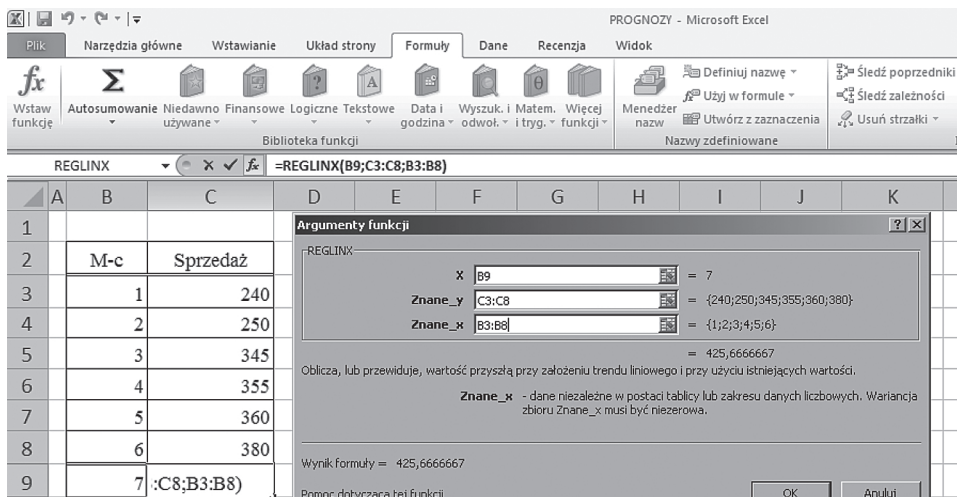 PROGNOZY - Microsoft Excel
Plik Narzędzia główne Wstawianie Układ strony Formuły Dane Recenzja Widok
fx Σ ? A θ
Wstaw funkcję
Autosumowanie
Niedawno używane
Finansowe
Logiczne
Tekstowe
Data i godzina
Wyszuk. i odwoł.
Matem. i tryg.
Więcej funkcji
Biblioteka funkcji
Menedżer nazw
Definiuj nazwę
Użyj w formule
Utwórz z zaznaczenia
Nazwy zdefiniowane
Śledź poprzedniki
Śledź zależności
Usuń strzałki
REGLINX fx =REGLINX(B9;C3:C8;B3:B8)
A B C D E F G H I J K
1
2 M-c Sprzedaż
3 1 240
4 2 250
5 3 345
6 4 355
7 5 360
8 6 380
9 7 :C8;B3:B8)
Argumenty funkcji
REGLINX
X B9 = 7
Znane_y C3:C8 = {240;250;345;355;360;380}
Znane_x B3:B8 = {1;2;3;4;5;6}
= 425,6666667
Oblicza, lub przewiduje, wartość przyszłą przy założeniu trendu liniowego i przy użyciu istniejących wartości.
Znane_x - dane niezależne w postaci tablicy lub zakresu danych liczbowych. Wariancja
zbioru Znane_x musi być niezerowa.
Wynik formuły = 425,6666667
Pomoc dotycząca tej funkcji OK Anuluj